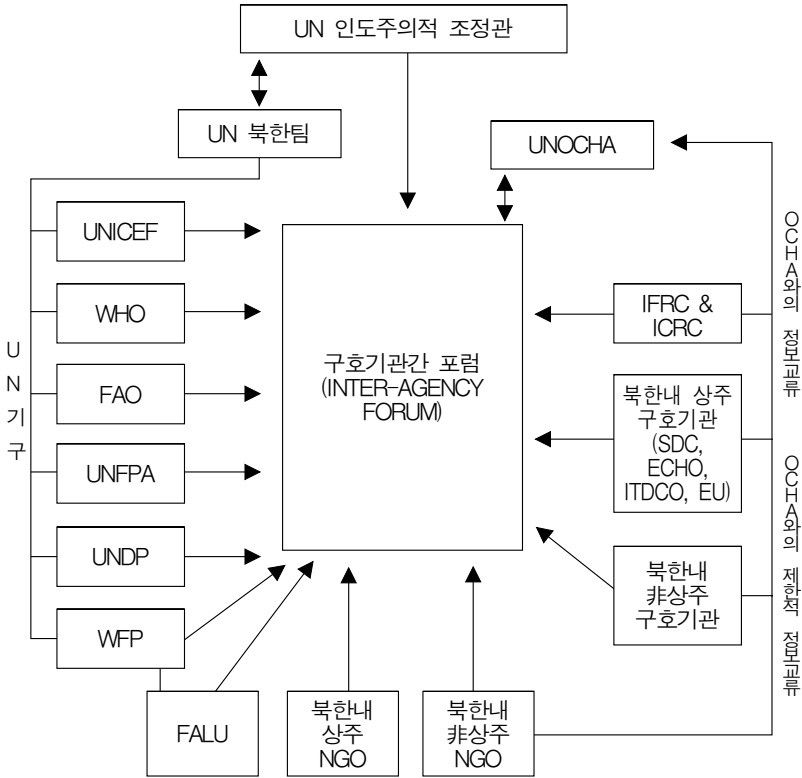 UN 인도주의적 조정관
UN 북한팀
UNOCHA
UN기구
UNICEF
WHO
FAO
UNFPA
UNDP
WFP
FALU
구호기관간 포럼
(INTER-AGENCY
FORUM)
북한내
상주
NGO
북한내
非상주
NGO
IFRC &
ICRC
북한내 상주
구호기관
(SDC,
ECHO,
ITDCO, EU)
북한내
非상주
구호기관
OCHA와의 정보교류
OCHA와의 제한적 정보교류